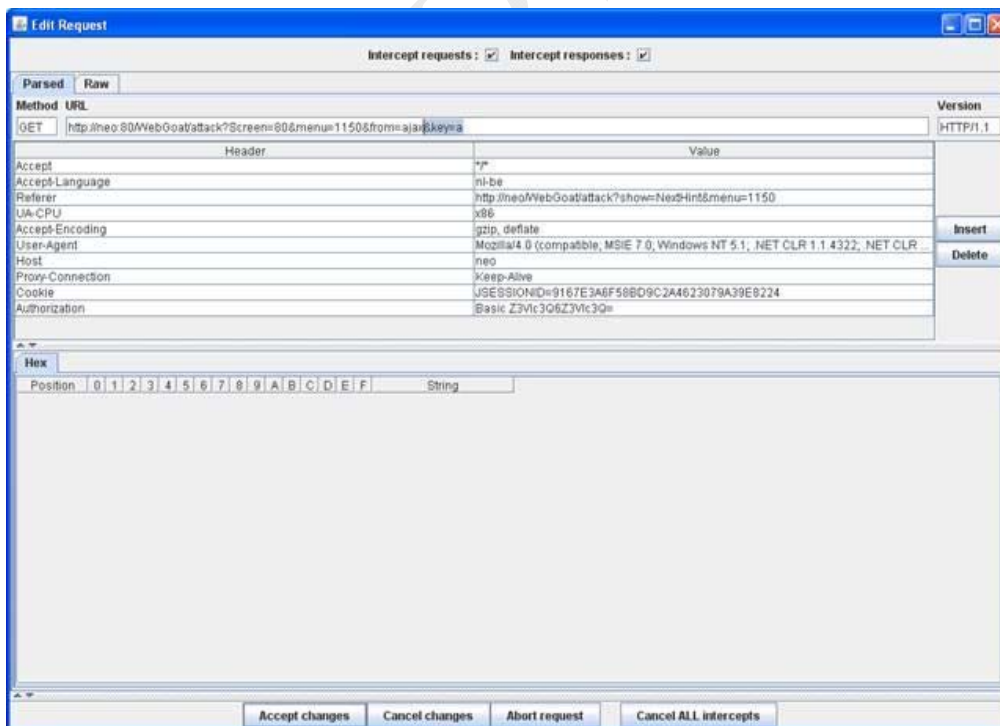 Edit Request
Intercept requests : Intercept responses :
Parsed Raw
Method URL Version
GET http://neo:80/WebGoat/attack?Screen=80&menu=1150&from=ajax&key=a HTTP/1.1
Header Value
Accept */*
Accept-Language nl-be
Referer http://neo/WebGoat/attack?show=NextHint&menu=1150
UA-CPU x86
Accept-Encoding gzip, deflate
User-Agent Mozilla/4.0 (compatible; MSIE 7.0; Windows NT 5.1; .NET CLR 1.1.4322; .NET CLR ...
Host neo
Proxy-Connection Keep-Alive
Cookie JSESSIONID=9167E3A6F58BD9C2A4623079A39E8224
Authorization Basic Z3Vlc3Q6Z3Vlc3Q=
Insert
Delete
Hex
Position 0 1 2 3 4 5 6 7 8 9 A B C D E F String
Accept changes Cancel changes Abort request Cancel ALL intercepts